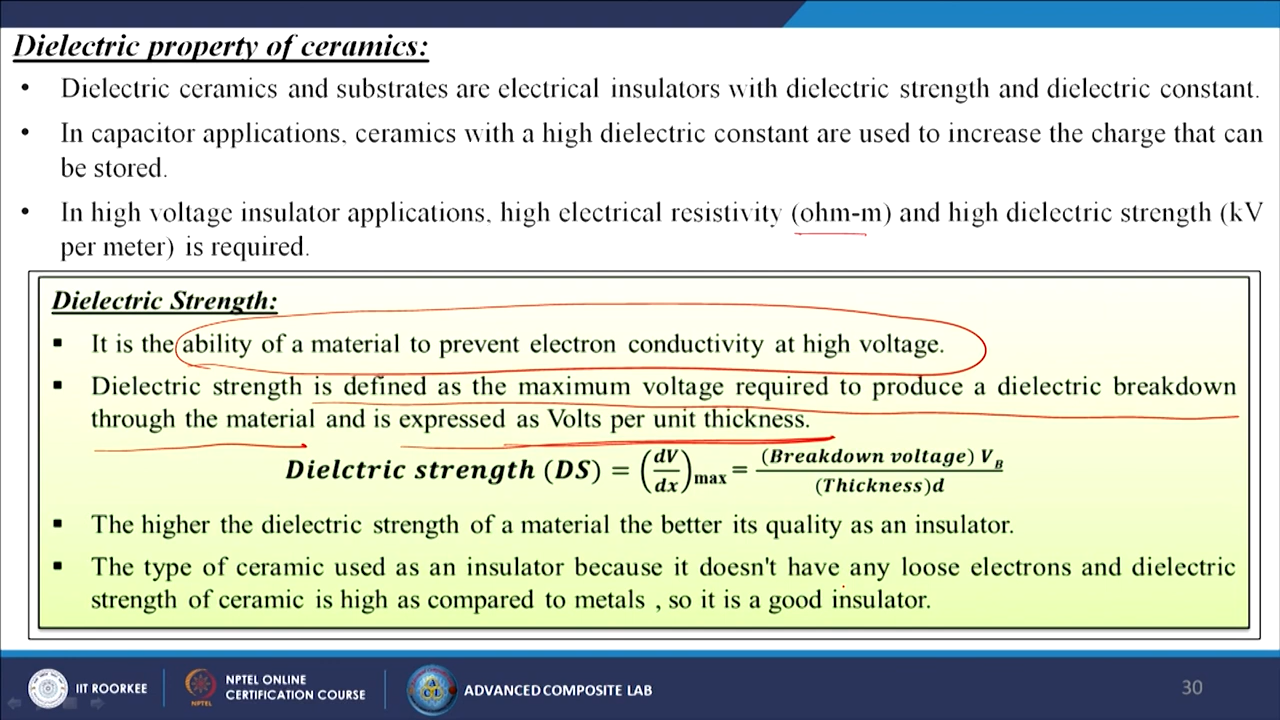 Dielectric property of ceramics:
• Dielectric ceramics and substrates are electrical insulators with dielectric strength and dielectric constant.
• In capacitor applications, ceramics with a high dielectric constant are used to increase the charge that can
be stored.
• In high voltage insulator applications, high electrical resistivity (ohm-m) and high dielectric strength (kV
per meter) is required.
Dielectric Strength:
▪ It is the ability of a material to prevent electron conductivity at high voltage.
▪ Dielectric strength is defined as the maximum voltage required to produce a dielectric breakdown
through the material and is expressed as Volts per unit thickness.
Dielctric strength (DS) = (dV/dx)max = (Breakdown voltage) V_B / (Thickness)d
▪ The higher the dielectric strength of a material the better its quality as an insulator.
▪ The type of ceramic used as an insulator because it doesn't have any loose electrons and dielectric
strength of ceramic is high as compared to metals , so it is a good insulator.
IIT ROORKEE
NPTEL
NPTEL ONLINE
CERTIFICATION COURSE
ADVANCED COMPOSITE LAB
30